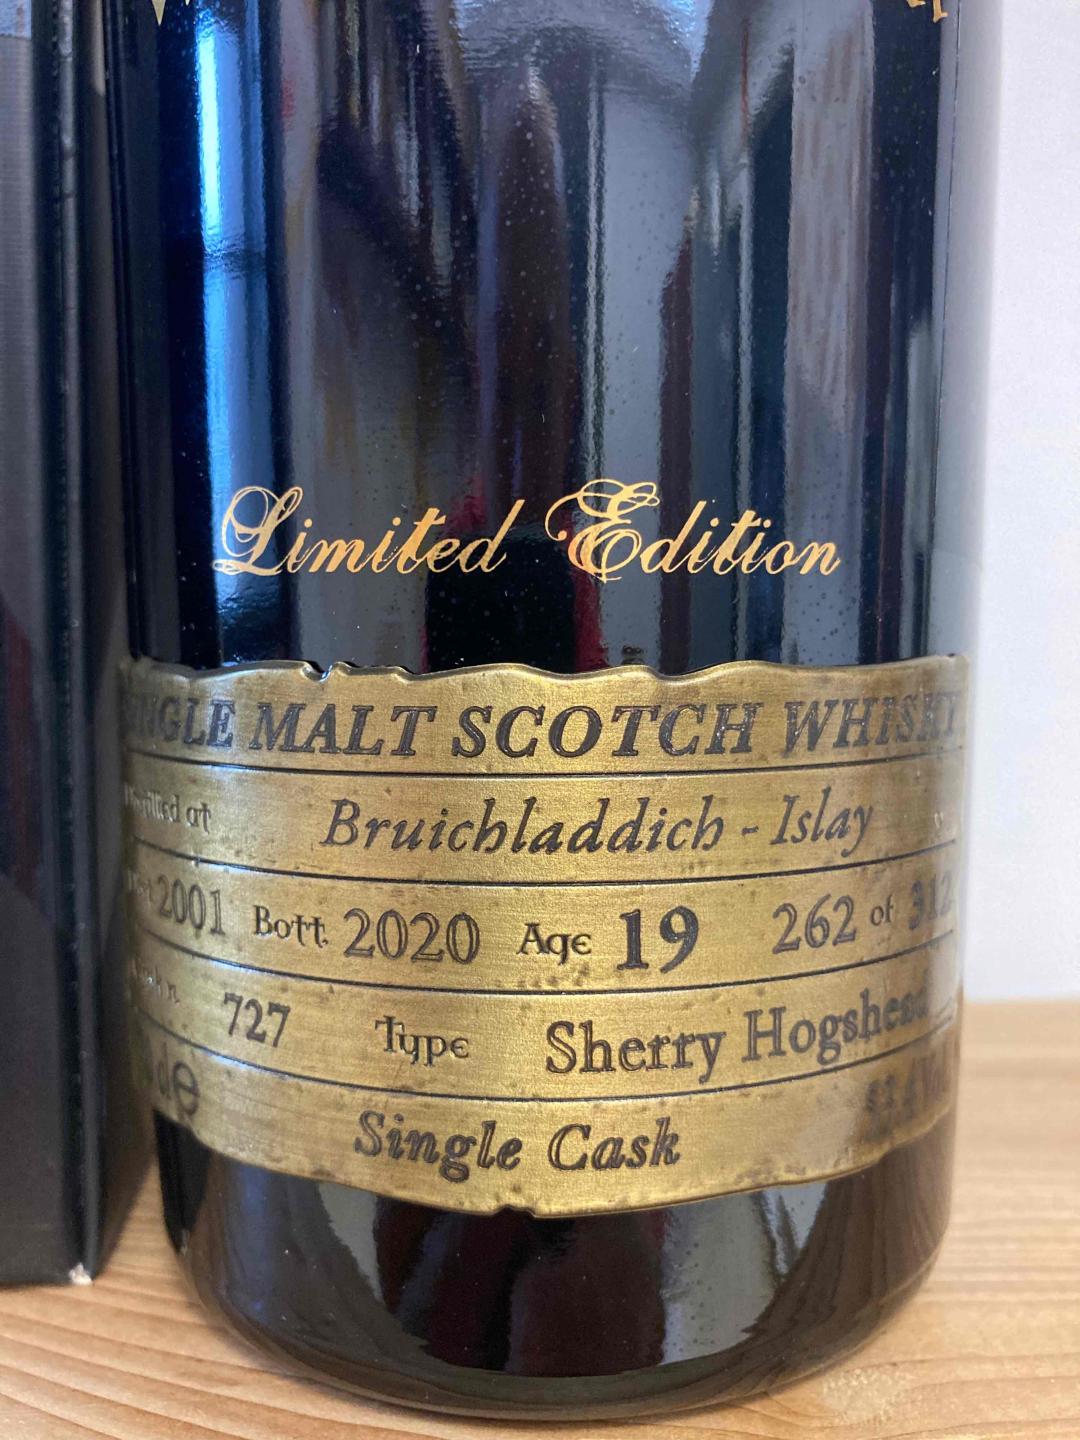 Limited Edition
SINGLE MALT SCOTCH WHISKY
Distilled at Bruichladdich - Islay
2001 Bott. 2020 Age 19 262 of 312
727 Type Sherry Hogshead
Single Cask